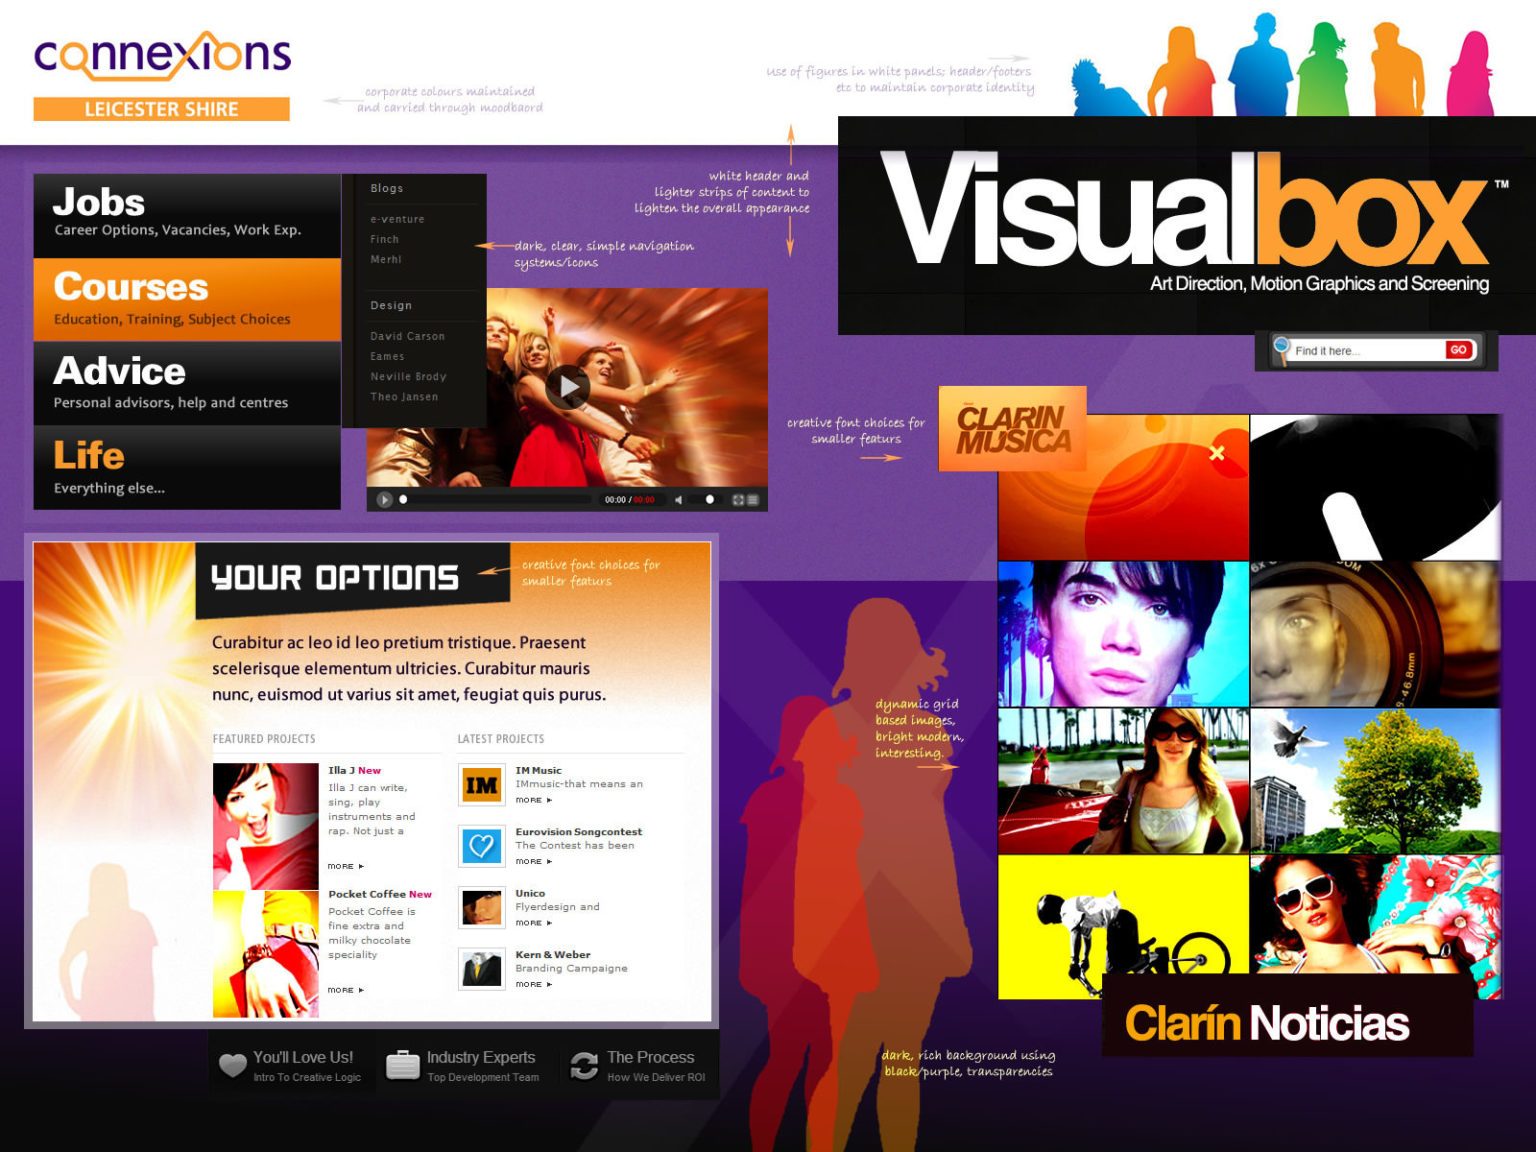 connexions
LEICESTER SHIRE
corporate colours maintained
and carried through moodbaord
use of figures in white panels; header/footers
etc to maintain corporate identity
white header and
lighter strips of content to
lighten the overall appearance
Visualbox™
Art Direction, Motion Graphics and Screening
Find it here...
GO
Jobs
Career Options, Vacancies, Work Exp.
Courses
Education, Training, Subject Choices
Advice
Personal advisors, help and centres
Life
Everything else...
Blogs
e-venture
Finch
Merhi
Design
David Carson
Eames
Neville Brody
Theo Jansen
dark, clear, simple navigation
systems/icons
00:00 / 00:00
creative font choices for
smaller featurs
CLARIN
MUSICA
YOUR OPTIONS
creative font choices for
smaller featurs
Curabitur ac leo id leo pretium tristique. Praesent
scelerisque elementum ultricies. Curabitur mauris
nunc, euismod ut varius sit amet, feugiat quis purus.
FEATURED PROJECTS
Illa J New
Illa J can write,
sing, play
instruments and
rap. Not just a
MORE
Pocket Coffee New
Pocket Coffee is
fine extra and
milky chocolate
speciality
MORE
LATEST PROJECTS
IM
IM Music
IMmusic-that means an
MORE
Eurovision Songcontest
The Contest has been
MORE
Unico
Flyerdesign and
MORE
Kern & Weber
Branding Campaigne
MORE
You'll Love Us!
Intro To Creative Logic
Industry Experts
Top Development Team
The Process
How We Deliver ROI
dynamic grid
based images,
bright modern,
interesting.
46.8mm
Clarín Noticias
dark, rich background using
black/purple, transparencies